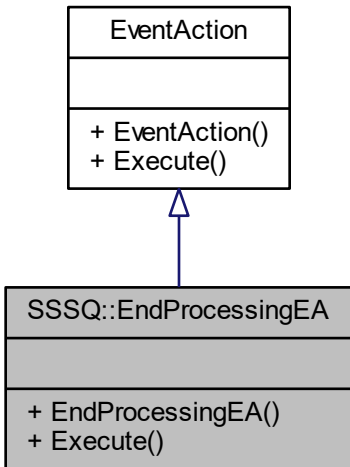 EventAction
+ EventAction()
+ Execute()
SSSQ::EndProcessingEA
+ EndProcessingEA()
+ Execute()